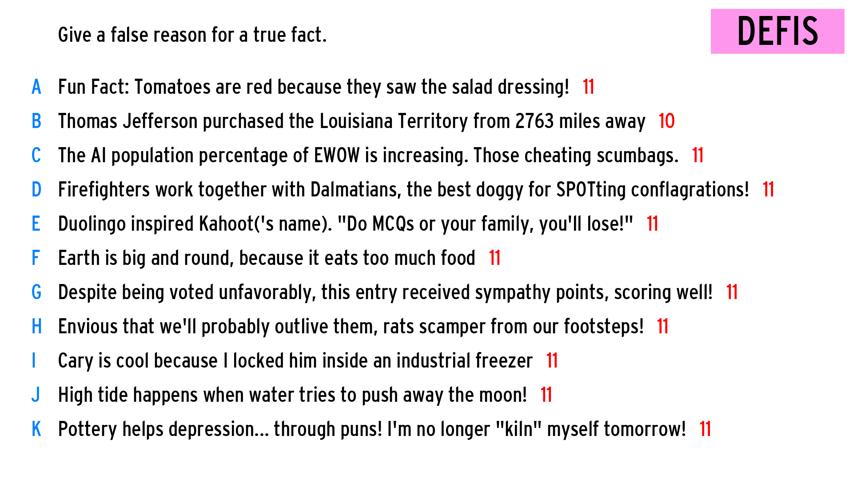 Give a false reason for a true fact.
DEFIS
A Fun Fact: Tomatoes are red because they saw the salad dressing! 11
B Thomas Jefferson purchased the Louisiana Territory from 2763 miles away 10
C The AI population percentage of EWOW is increasing. Those cheating scumbags. 11
D Firefighters work together with Dalmatians, the best doggy for SPOTting conflagrations! 11
E Duolingo inspired Kahoot('s name). "Do MCQs or your family, you'll lose!" 11
F Earth is big and round, because it eats too much food 11
G Despite being voted unfavorably, this entry received sympathy points, scoring well! 11
H Envious that we'll probably outlive them, rats scamper from our footsteps! 11
I Cary is cool because I locked him inside an industrial freezer 11
J High tide happens when water tries to push away the moon! 11
K Pottery helps depression... through puns! I'm no longer "kiln" myself tomorrow! 11